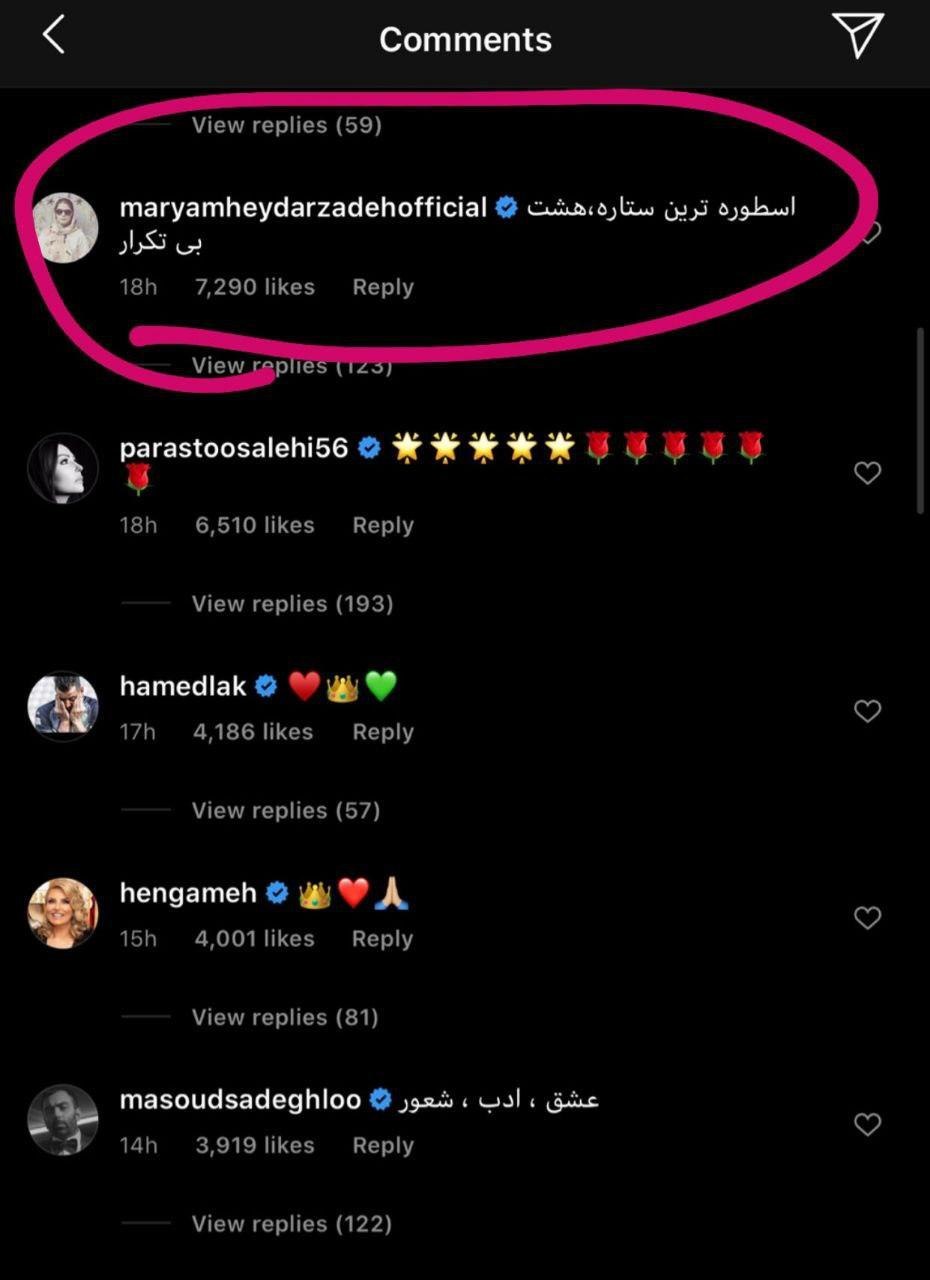 Comments
View replies (59)
maryamheydarzadehofficial اسطوره ترین ستاره،هشت
بی تکرار
18h 7,290 likes Reply
View replies (123)
parastoosalehi56 🌟🌟🌟🌟🌟🌹🌹🌹🌹🌹
🌹
18h 6,510 likes Reply
View replies (193)
hamedlak ❤️👑💚
17h 4,186 likes Reply
View replies (57)
hengameh 👑❤️🙏🏼
15h 4,001 likes Reply
View replies (81)
masoudsadeghloo عشق ، ادب ، شعور
14h 3,919 likes Reply
View replies (122)